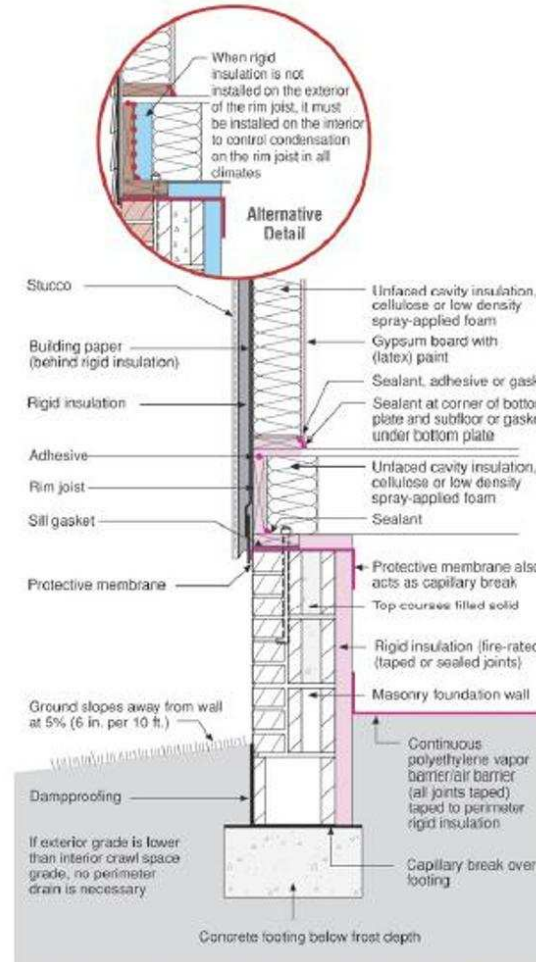 When rigid
insulation is not
installed on the exterior
of the rim joist, it must
be installed on the interior
to control condensation
on the rim joist in all
climates
Alternative
Detail
Stucco
Building paper
(behind rigid insulation)
Rigid insulation
Adhesive
Rim joist
Sill gasket
Protective membrane
Ground slopes away from wall
at 5% (6 in. per 10 ft.)
Dampproofing
If exterior grade is lower
than interior crawl space
grade, no perimeter
drain is necessary
Unfaced cavity insulation,
cellulose or low density
spray-applied foam
Gypsum board with
(latex) paint
Sealant, adhesive or gask
Sealant at corner of bottom
plate and subfloor or gaske
under bottom plate
Unfaced cavity insulation,
cellulose or low density
spray-applied foam
Sealant
Protective membrane also
acts as capillary break
Top courses filled solid
Rigid insulation (fire-rated
(taped or sealed joints)
Masonry foundation wall
Continuous
polyethylene vapor
barrier/air barrier
(all joints taped)
taped to perimeter
rigid insulation
Capillary break over
footing
Concrete footing below frost depth